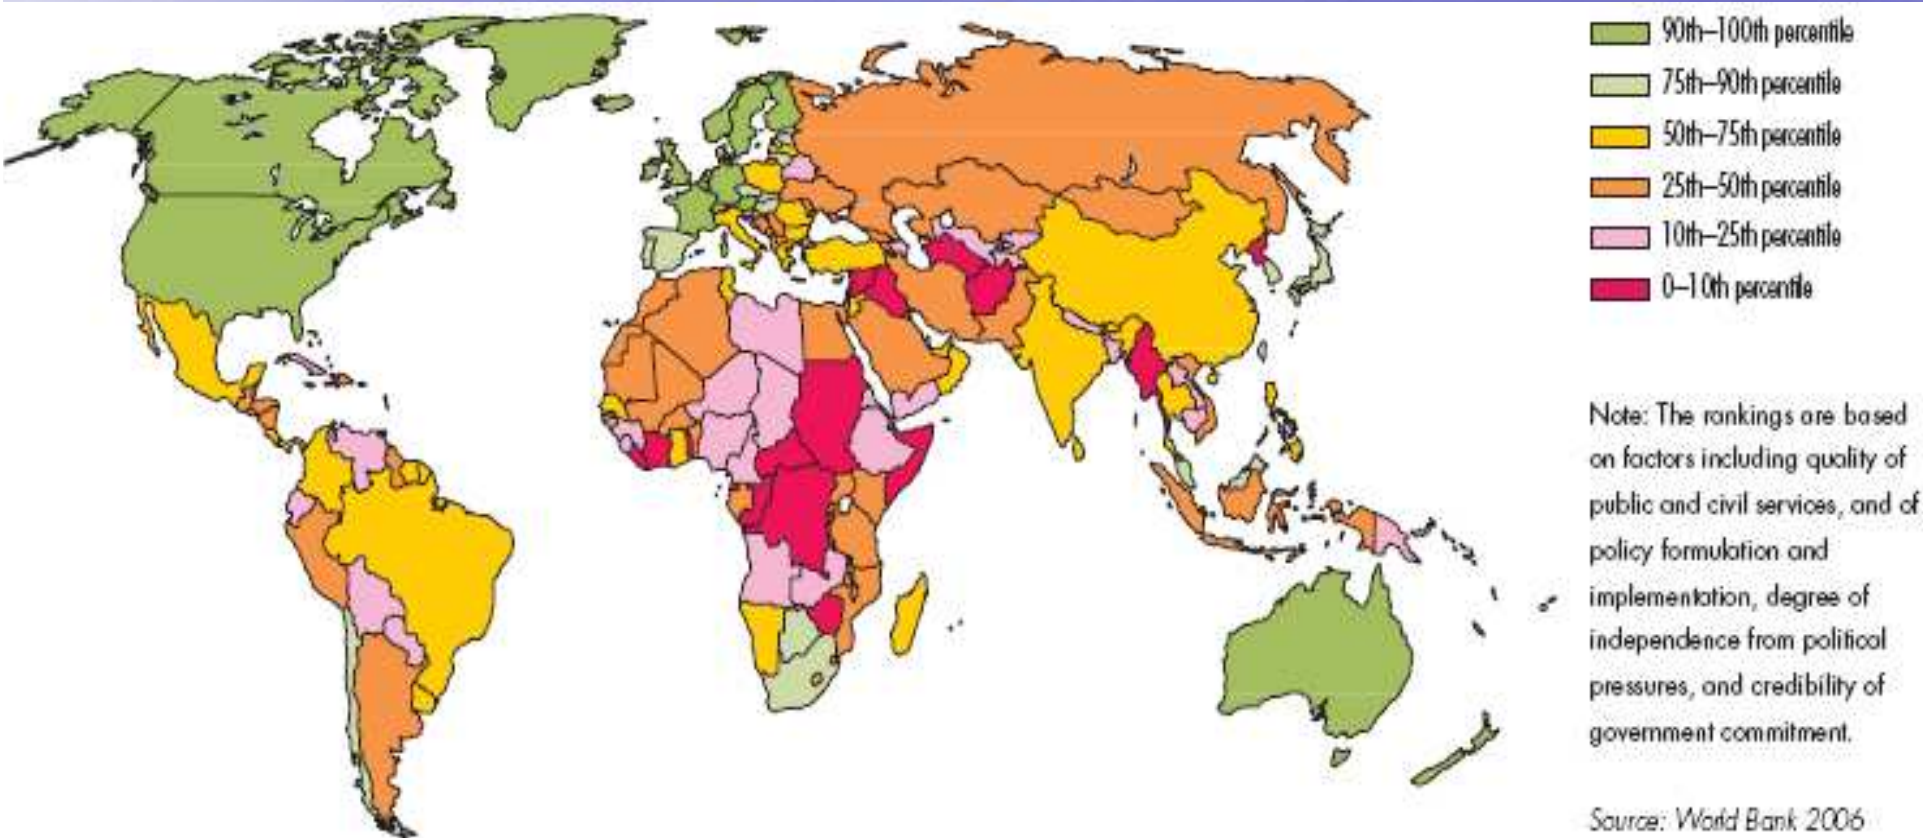 90th–100th percentile
75th–90th percentile
50th–75th percentile
25th–50th percentile
10th–25th percentile
0–10th percentile
Note: The rankings are based
on factors including quality of
public and civil services, and of
policy formulation and
implementation, degree of
independence from political
pressures, and credibility of
government commitment.
Source: World Bank 2006